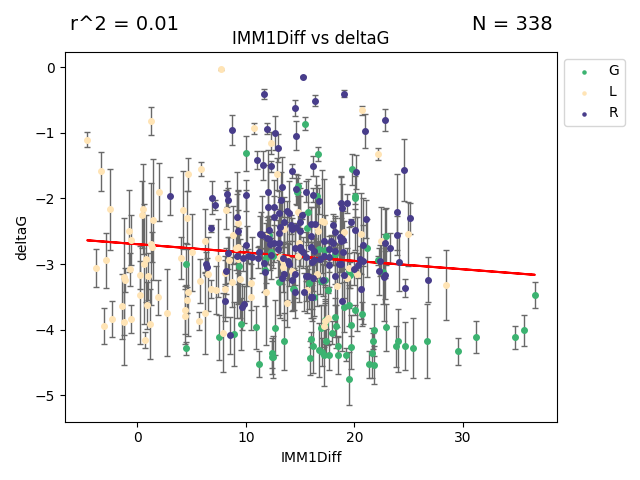 r^2 = 0.01
N = 338
IMM1Diff vs deltaG
G
L
R
0
−1
−2
−3
−4
−5
deltaG
0 10 20 30
IMM1Diff